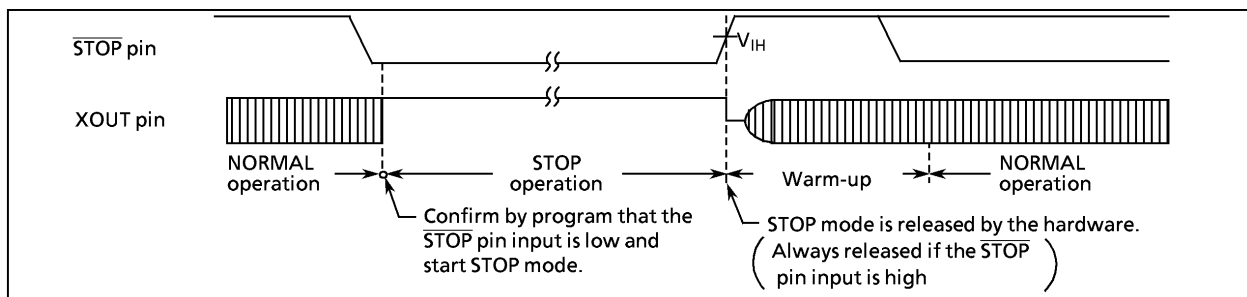 STOP pin
VIH
XOUT pin
NORMAL
operation
STOP
operation
Warm-up
NORMAL
operation
Confirm by program that the
STOP pin input is low and
start STOP mode.
STOP mode is released by the hardware.
( Always released if the STOP
pin input is high )